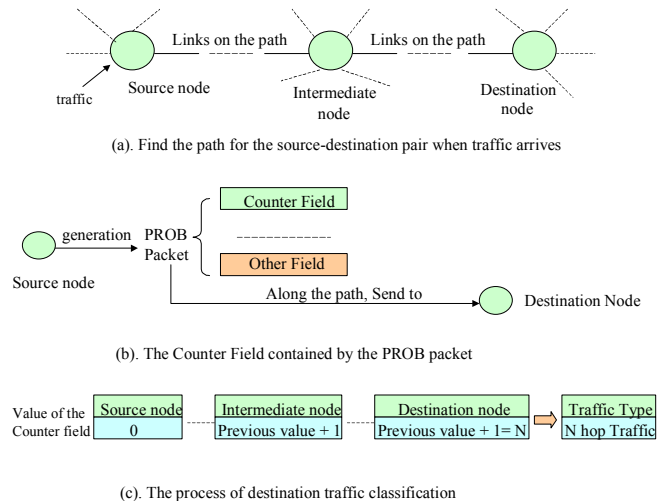 Links on the path
Links on the path
traffic
Source node
Intermediate
node
Destination
node
(a). Find the path for the source-destination pair when traffic arrives
Counter Field
generation
PROB
Packet
Other Field
Source node
Along the path, Send to
Destination Node
(b). The Counter Field contained by the PROB packet
Value of the
Counter field
Source node
0
Intermediate node
Previous value + 1
Destination node
Previous value + 1= N
Traffic Type
N hop Traffic
(c). The process of destination traffic classification